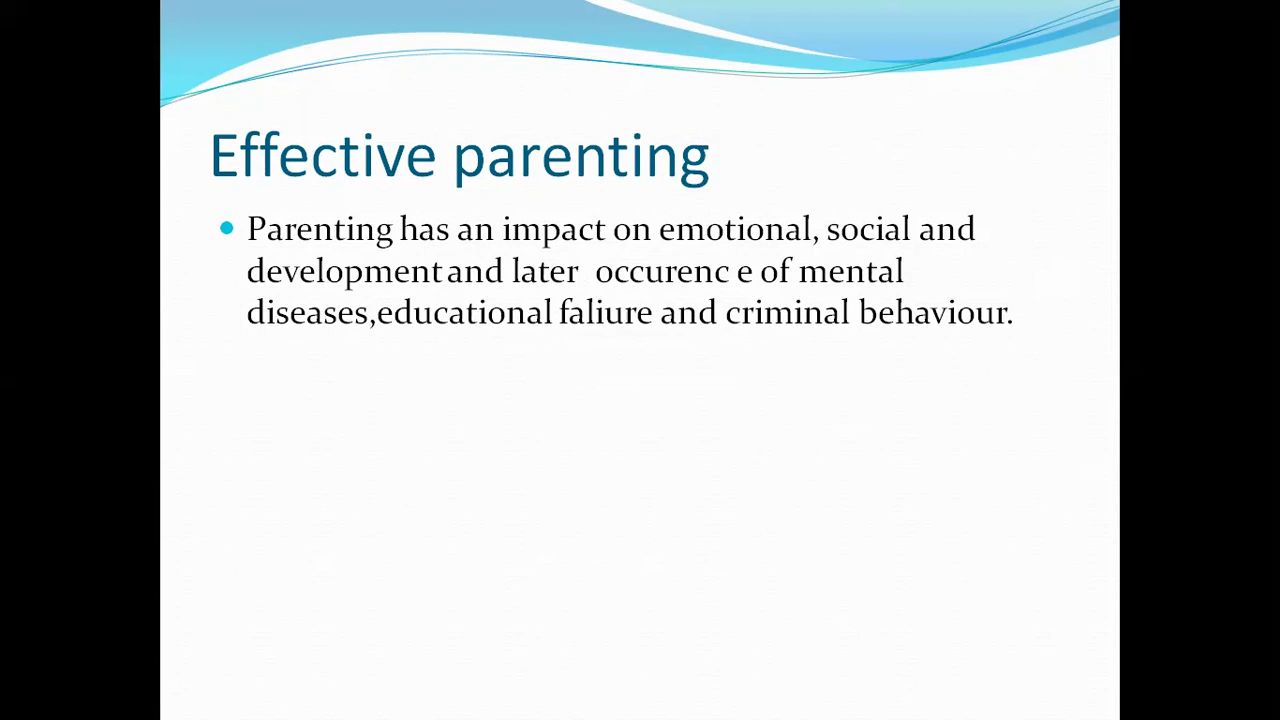 Effective parenting
Parenting has an impact on emotional, social and
development and later occurenc e of mental
diseases,educational faliure and criminal behaviour.